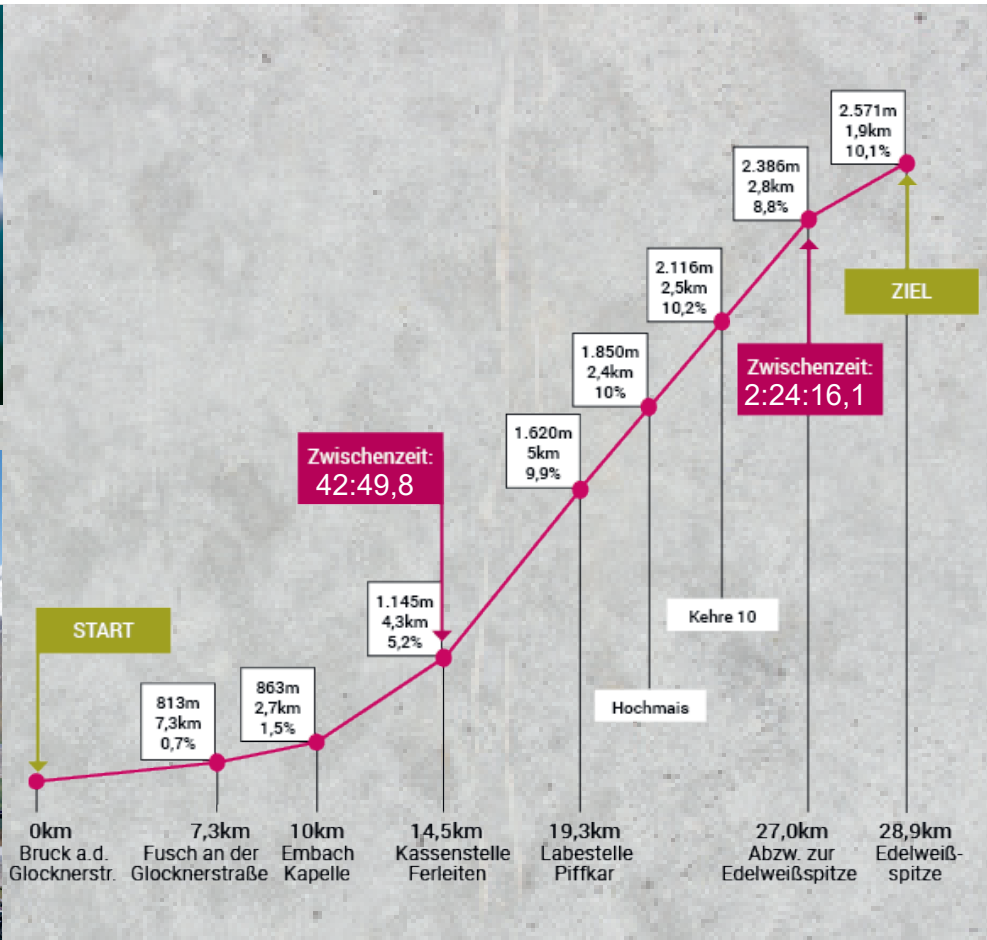 2.571m
1,9km
10,1%
2.386m
2,8km
8,8%
ZIEL
2.116m
2,5km
10,2%
Zwischenzeit:
2:24:16,1
1.850m
2,4km
10%
1.620m
5km
9,9%
Zwischenzeit:
42:49,8
1.145m
4,3km
5,2%
Kehre 10
START
863m
2,7km
1,5%
813m
7,3km
0,7%
Hochmais
0km
Bruck a.d.
Glocknerstr.
7,3km
Fusch an der
Glocknerstraße
10km
Embach
Kapelle
14,5km
Kassenstelle
Ferleiten
19,3km
Labestelle
Piffkar
27,0km
Abzw. zur
Edelweißspitze
28,9km
Edelweiß-
spitze